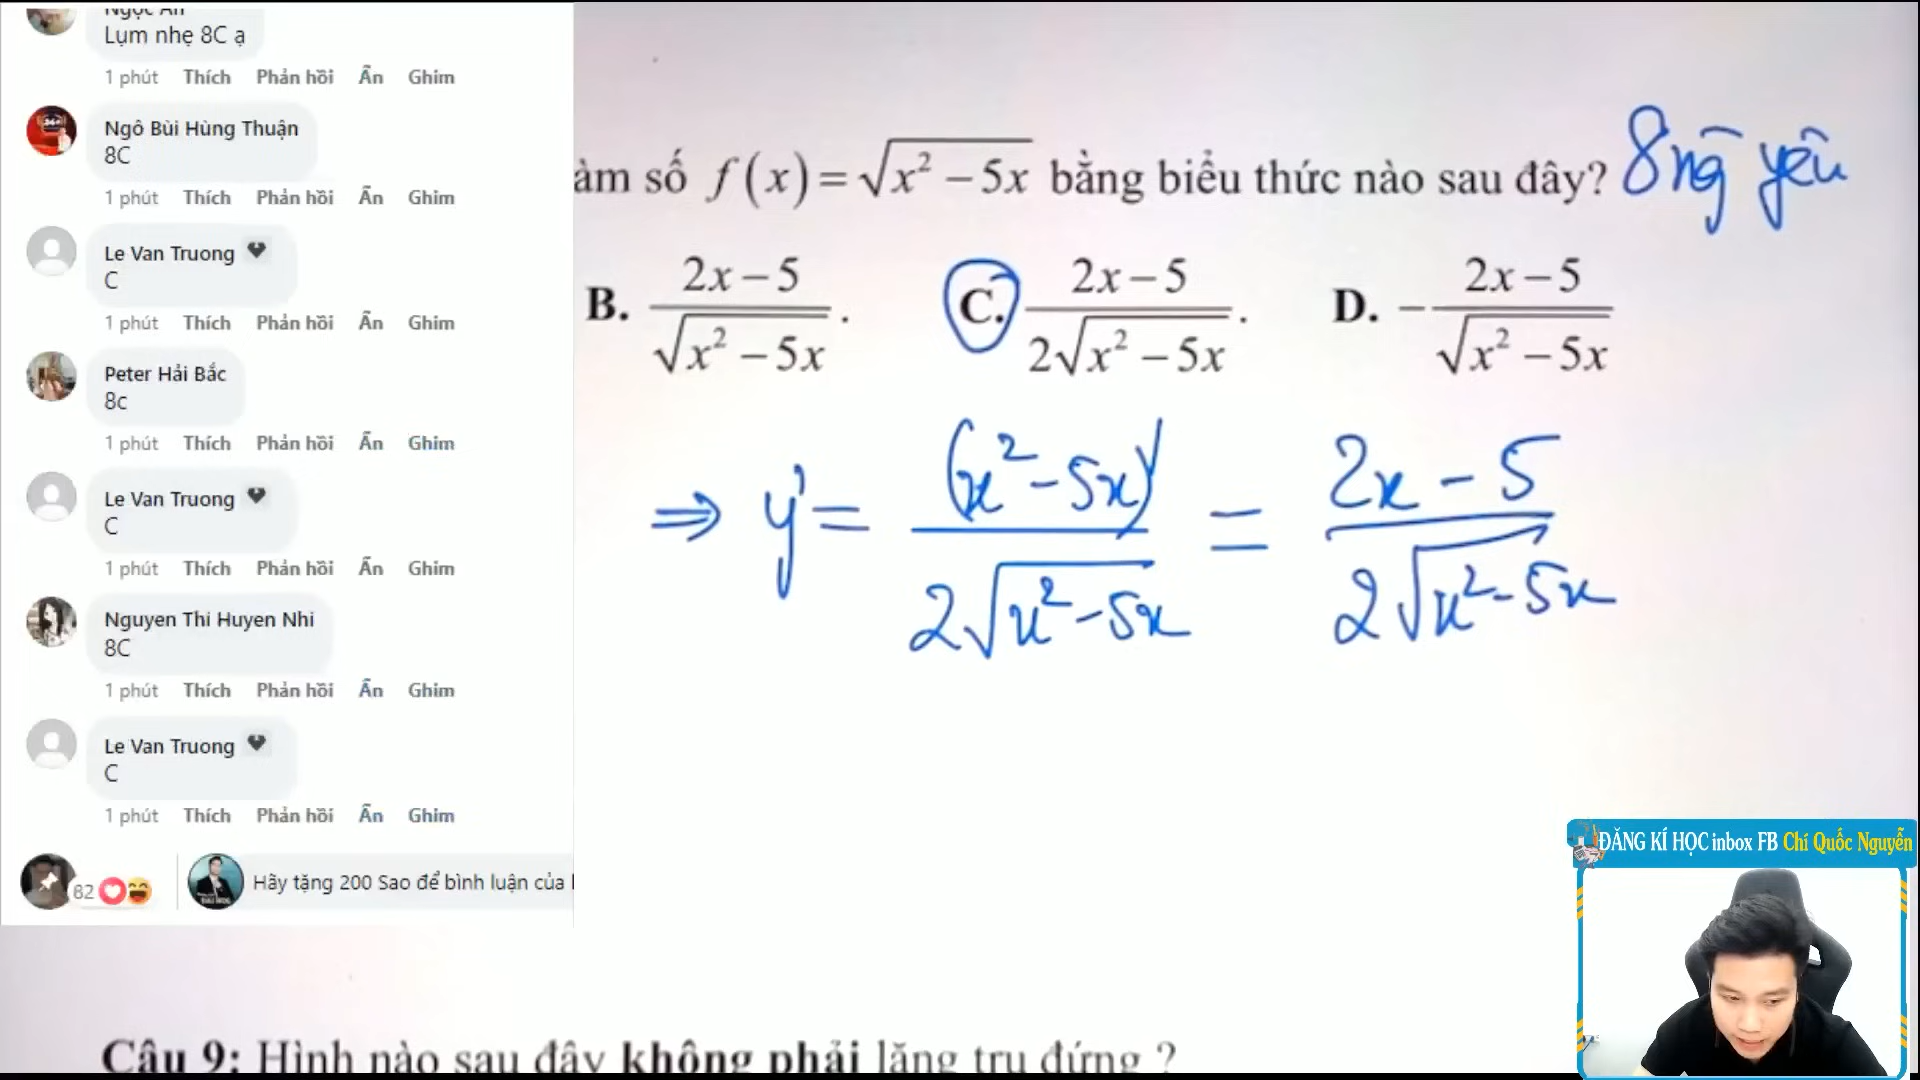 Ngọc An
Lụm nhẹ 8C ạ
1 phút Thích Phản hồi Ẩn Ghim
Ngô Bùi Hùng Thuận
8C
1 phút Thích Phản hồi Ẩn Ghim
Le Van Truong
C
1 phút Thích Phản hồi Ẩn Ghim
Peter Hải Bắc
8c
1 phút Thích Phản hồi Ẩn Ghim
Le Van Truong
C
1 phút Thích Phản hồi Ẩn Ghim
Nguyen Thi Huyen Nhi
8C
1 phút Thích Phản hồi Ẩn Ghim
Le Van Truong
C
1 phút Thích Phản hồi Ẩn Ghim
82
Hãy tặng 200 Sao để bình luận của
àm số f(x) = √(x² − 5x) bằng biểu thức nào sau đây?
B. (2x − 5)/√(x² − 5x). C. (2x − 5)/(2√(x² − 5x)). D. −(2x − 5)/√(x² − 5x)
⇒ y' = (x² − 5x)'/(2√(x² − 5x)) = (2x − 5)/(2√(x² − 5x))
Câu 9: Hình nào sau đây không phải lăng trụ đứng ?
ĐĂNG KÍ HỌC inbox FB Chí Quốc Nguyễn